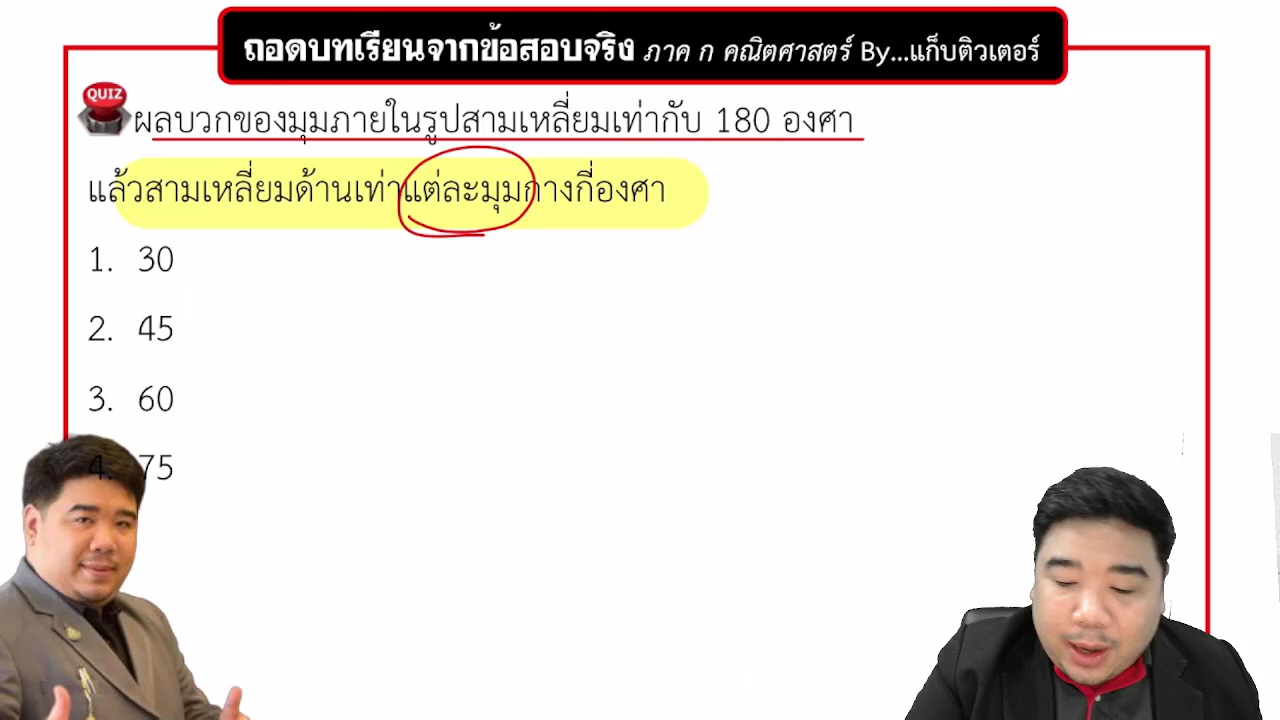 ถอดบทเรียนจากข้อสอบจริง ภาค ก คณิตศาสตร์ By...แก็บติวเตอร์
QUIZ
ผลบวกของมุมภายในรูปสามเหลี่ยมเท่ากับ 180 องศา
แล้วสามเหลี่ยมด้านเท่าแต่ละมุมกางกี่องศา
1. 30
2. 45
3. 60
4. 75